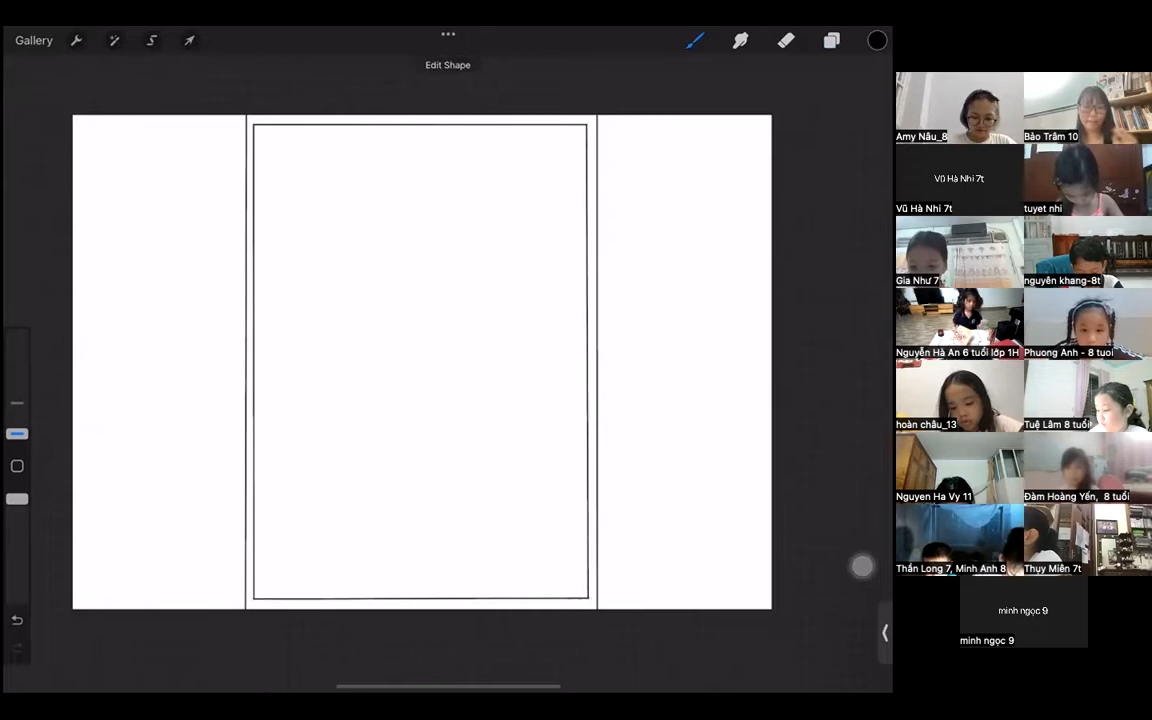 Gallery
Edit Shape
Amy Nâu_8
Bảo Trâm 10
Vũ Hà Nhi 7t
Vũ Hà Nhi 7t
tuyet nhi
Gia Như 7
nguyên khang-8t
Nguyễn Hà An 6 tuổi lớp 1H
Phuong Anh - 8 tuoi
hoàn châu_13
Tuệ Lâm 8 tuổi
Nguyen Ha Vy 11
Đàm Hoàng Yến, 8 tuổi
Thần Long 7, Minh Anh 8
Thụy Miên 7t
minh ngọc 9
minh ngọc 9